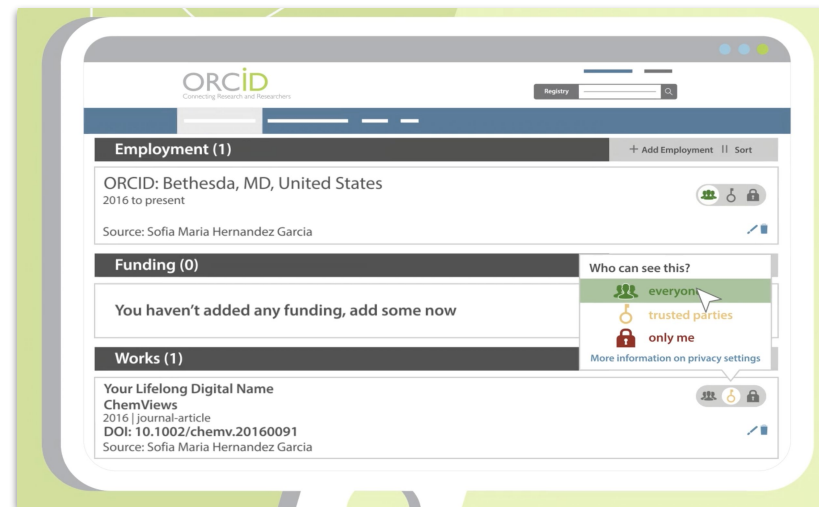 ORCiD
Connecting Research and Researchers
Registry
Employment (1)
+ Add Employment || Sort
ORCID: Bethesda, MD, United States
2016 to present
Source: Sofia Maria Hernandez Garcia
Funding (0)
Who can see this?
everyone
trusted parties
only me
More information on privacy settings
You haven't added any funding, add some now
Works (1)
Your Lifelong Digital Name
ChemViews
2016 | journal-article
DOI: 10.1002/chemv.20160091
Source: Sofia Maria Hernandez Garcia